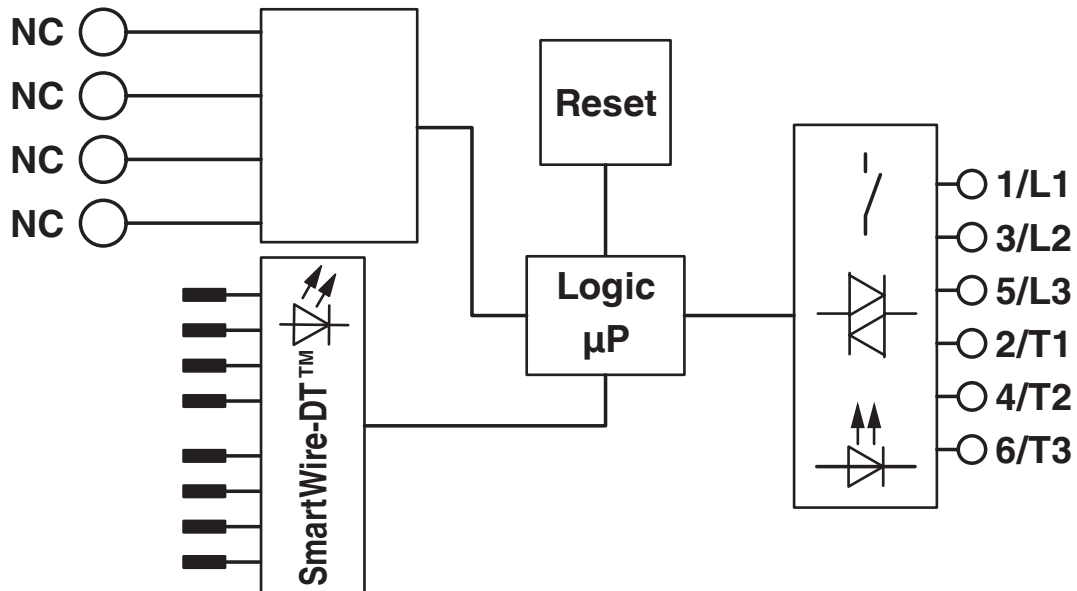 NC
NC
NC
NC
Reset
Logic
µP
SmartWire-DT™
1/L1
3/L2
5/L3
2/T1
4/T2
6/T3